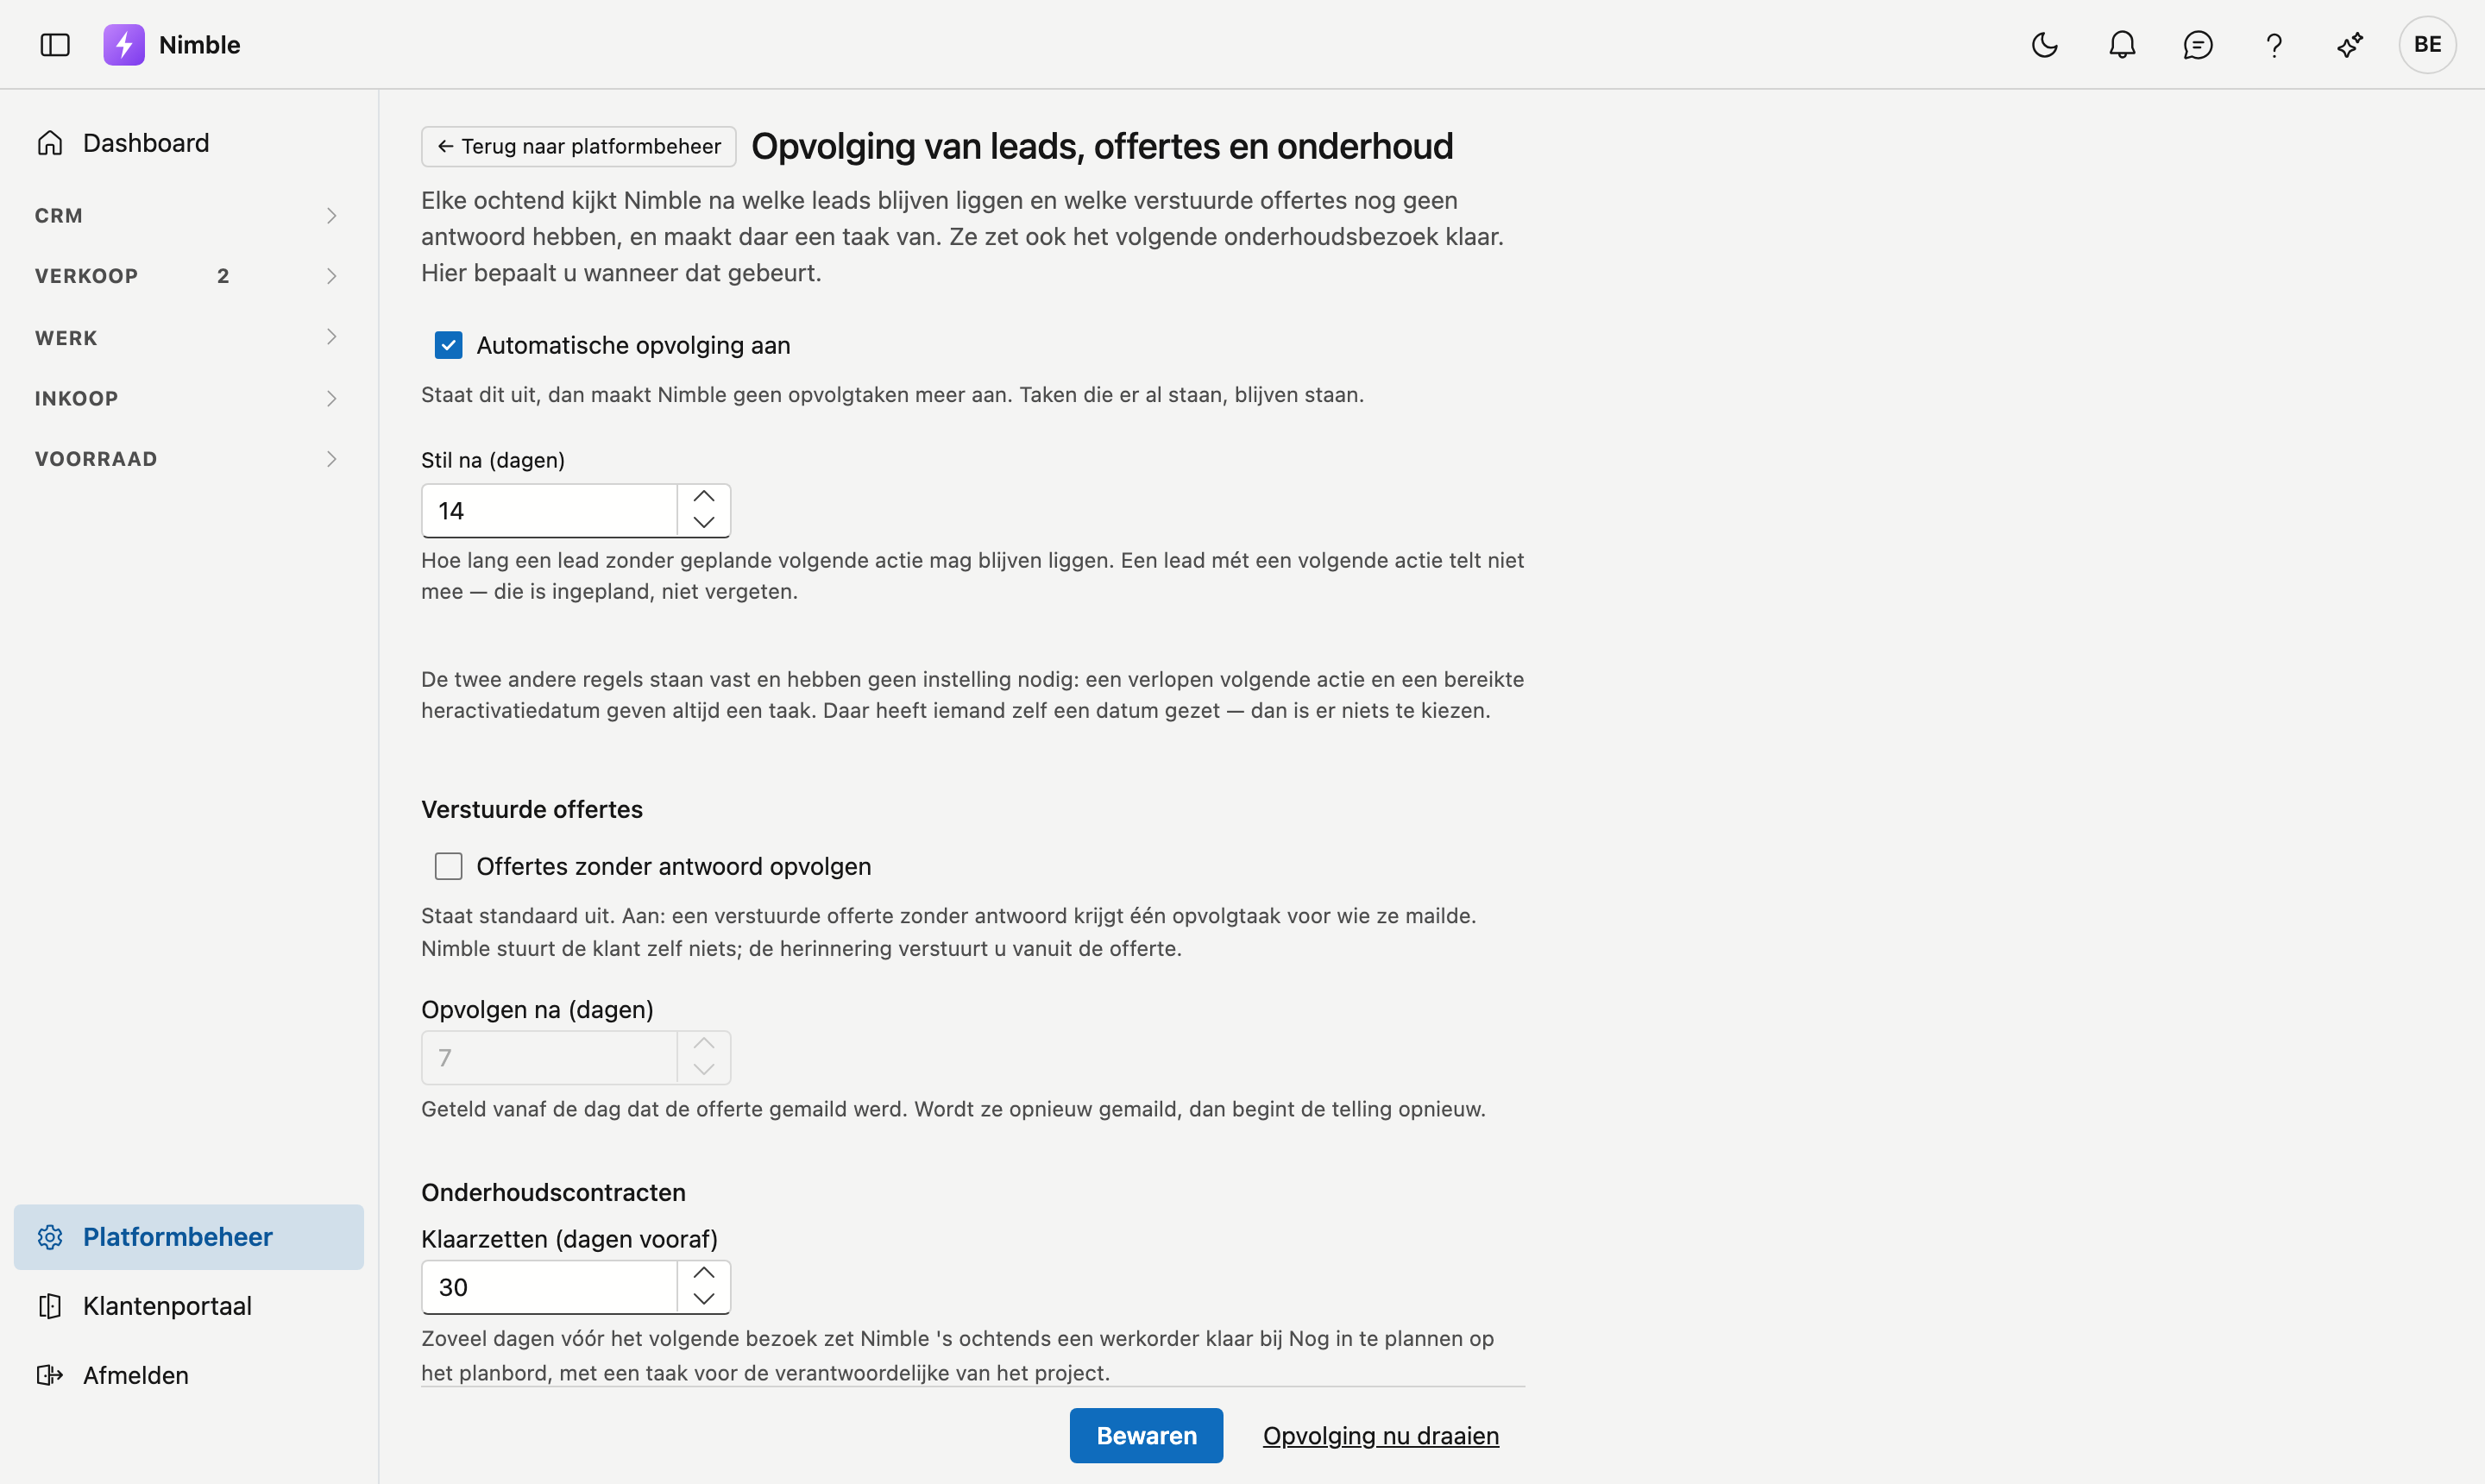 Nimble
BE
Dashboard
CRM
VERKOOP 2
WERK
INKOOP
VOORRAAD
Platformbeheer
Klantenportaal
Afmelden
← Terug naar platformbeheer
Opvolging van leads, offertes en onderhoud
Elke ochtend kijkt Nimble na welke leads blijven liggen en welke verstuurde offertes nog geen
antwoord hebben, en maakt daar een taak van. Ze zet ook het volgende onderhoudsbezoek klaar.
Hier bepaalt u wanneer dat gebeurt.
Automatische opvolging aan
Staat dit uit, dan maakt Nimble geen opvolgtaken meer aan. Taken die er al staan, blijven staan.
Stil na (dagen)
14
Hoe lang een lead zonder geplande volgende actie mag blijven liggen. Een lead mét een volgende actie telt niet
mee — die is ingepland, niet vergeten.
De twee andere regels staan vast en hebben geen instelling nodig: een verlopen volgende actie en een bereikte
heractivatiedatum geven altijd een taak. Daar heeft iemand zelf een datum gezet — dan is er niets te kiezen.
Verstuurde offertes
Offertes zonder antwoord opvolgen
Staat standaard uit. Aan: een verstuurde offerte zonder antwoord krijgt één opvolgtaak voor wie ze mailde.
Nimble stuurt de klant zelf niets; de herinnering verstuurt u vanuit de offerte.
Opvolgen na (dagen)
7
Geteld vanaf de dag dat de offerte gemaild werd. Wordt ze opnieuw gemaild, dan begint de telling opnieuw.
Onderhoudscontracten
Klaarzetten (dagen vooraf)
30
Zoveel dagen vóór het volgende bezoek zet Nimble 's ochtends een werkorder klaar bij Nog in te plannen op
het planbord, met een taak voor de verantwoordelijke van het project.
Bewaren
Opvolging nu draaien